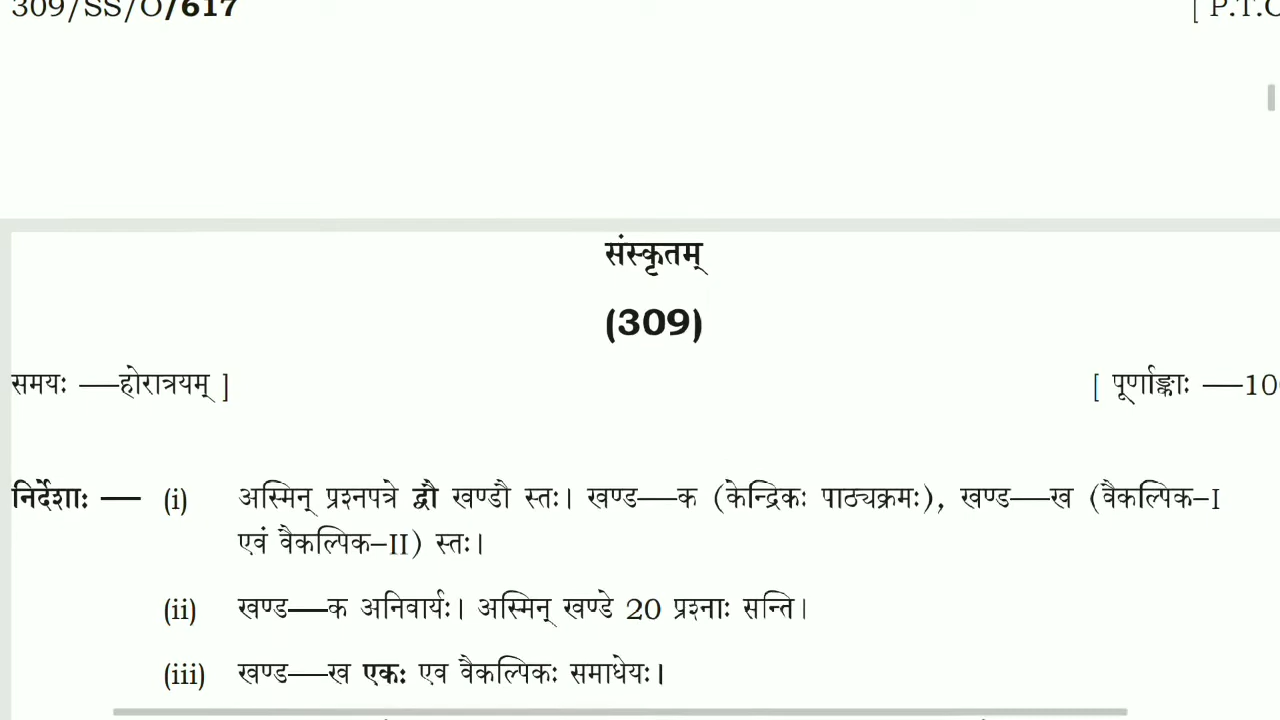 309/SS/O/617 [ P.T.O
संस्कृतम्
(309)
समयः —होरात्रयम् ] [ पूर्णाङ्काः —100
निर्देशाः — (i) अस्मिन् प्रश्नपत्रे द्वौ खण्डौ स्तः। खण्ड—क (केन्द्रिकः पाठ्यक्रमः), खण्ड—ख (वैकल्पिक–I
एवं वैकल्पिक–II) स्तः।
(ii) खण्ड—क अनिवार्यः। अस्मिन् खण्डे 20 प्रश्नाः सन्ति।
(iii) खण्ड—ख एकः एव वैकल्पिकः समाधेयः।